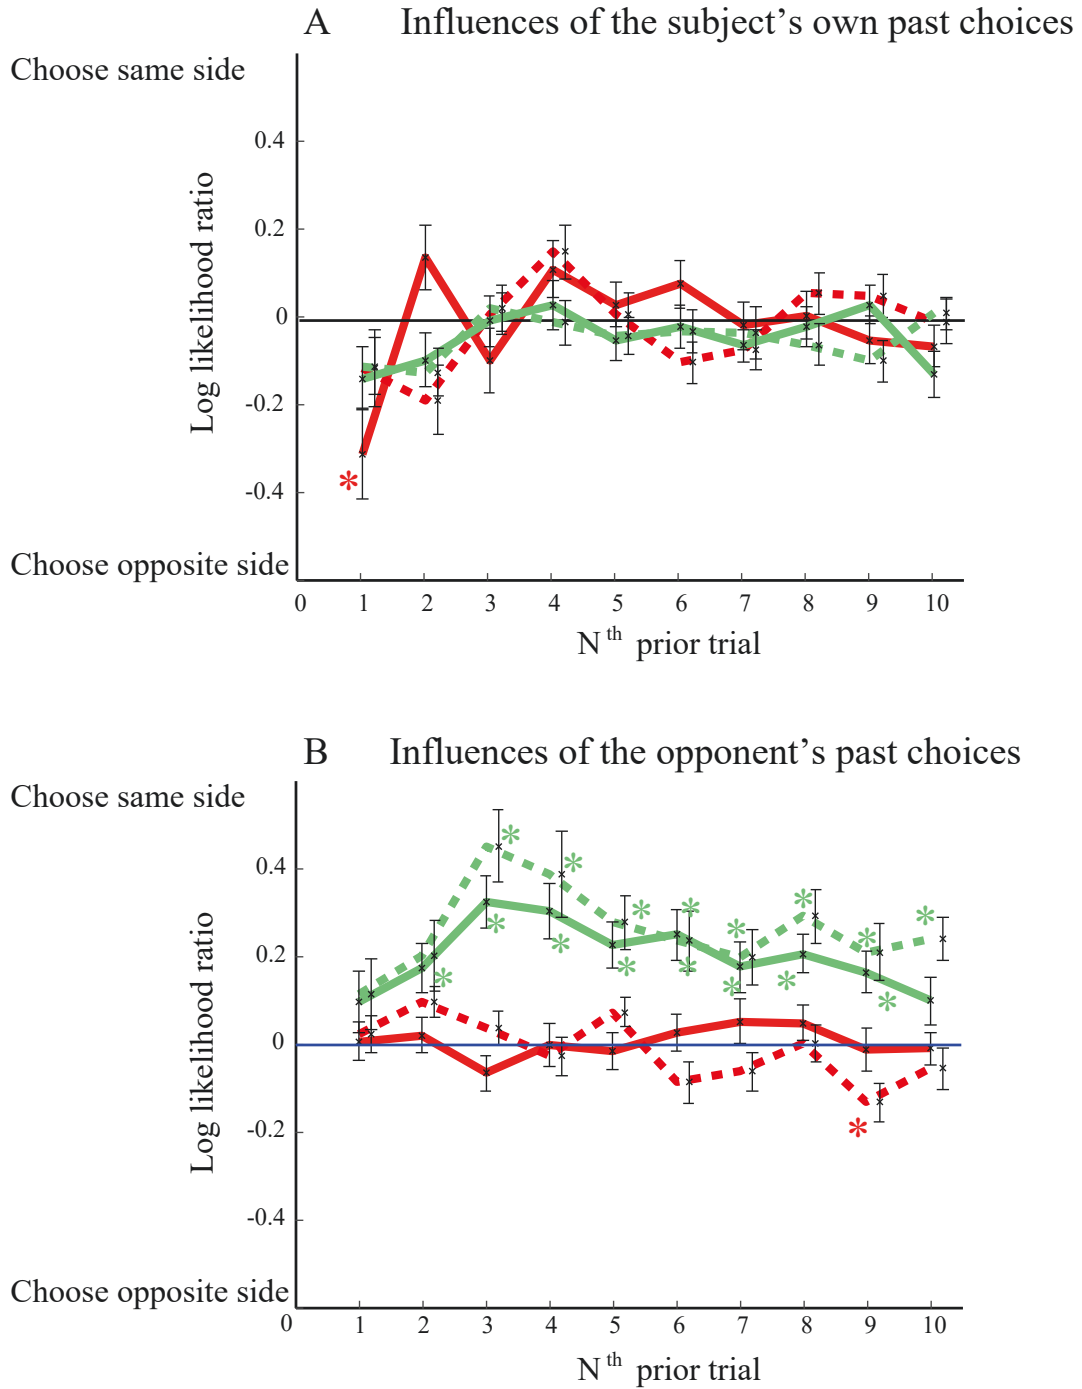 A Influences of the subject’s own past choices
Choose same side
0.4
0.2
0
-0.2
-0.4
Log likelihood ratio
*
Choose opposite side
0 1 2 3 4 5 6 7 8 9 10
Nth prior trial
B Influences of the opponent’s past choices
Choose same side
0.4
0.2
0
-0.2
-0.4
Log likelihood ratio
* * * * * * * * * * * * * * * *
*
Choose opposite side
0 1 2 3 4 5 6 7 8 9 10
Nth prior trial